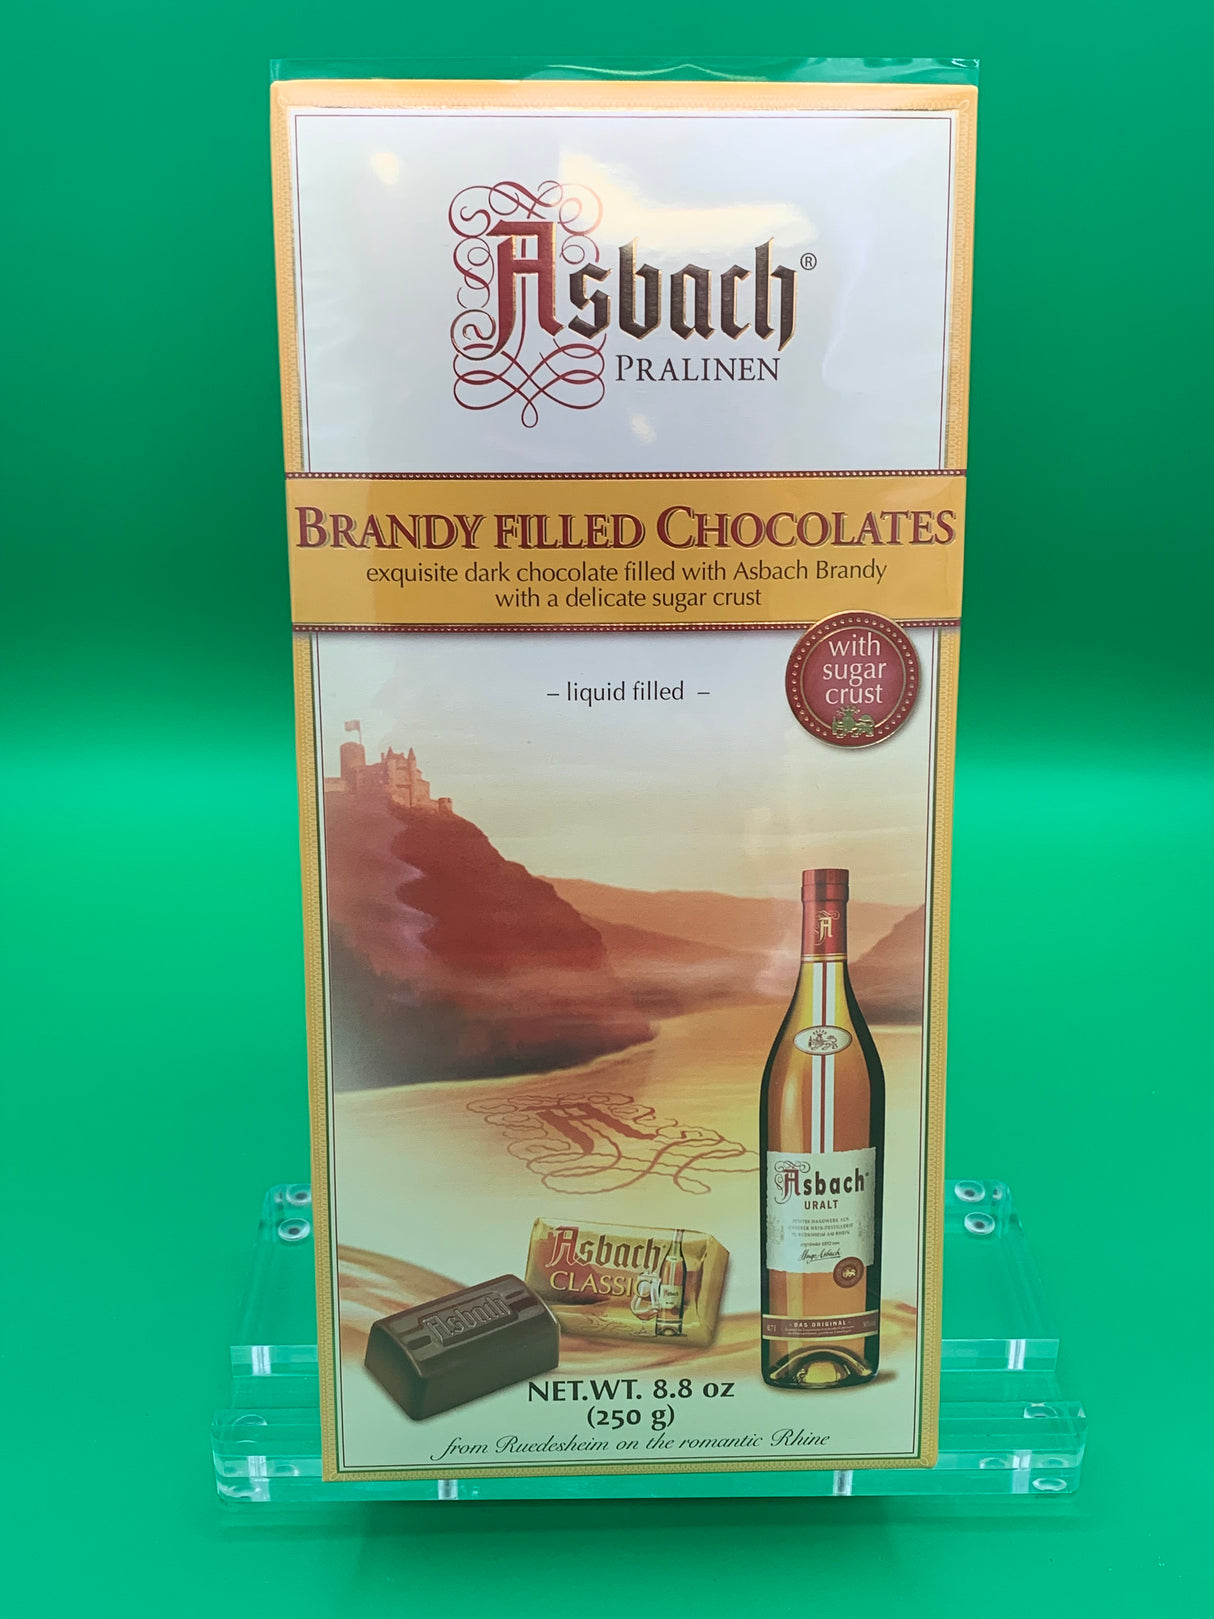 Asbach®
PRALINEN
BRANDY FILLED CHOCOLATES
exquisite dark chocolate filled with Asbach Brandy
with a delicate sugar crust
with
sugar
crust
– liquid filled –
A
Asbach
URALT
Asbach
CLASSIC
Asbach
• DAS ORIGINAL •
NET.WT. 8.8 oz
(250 g)
from Ruedesheim on the romantic Rhine